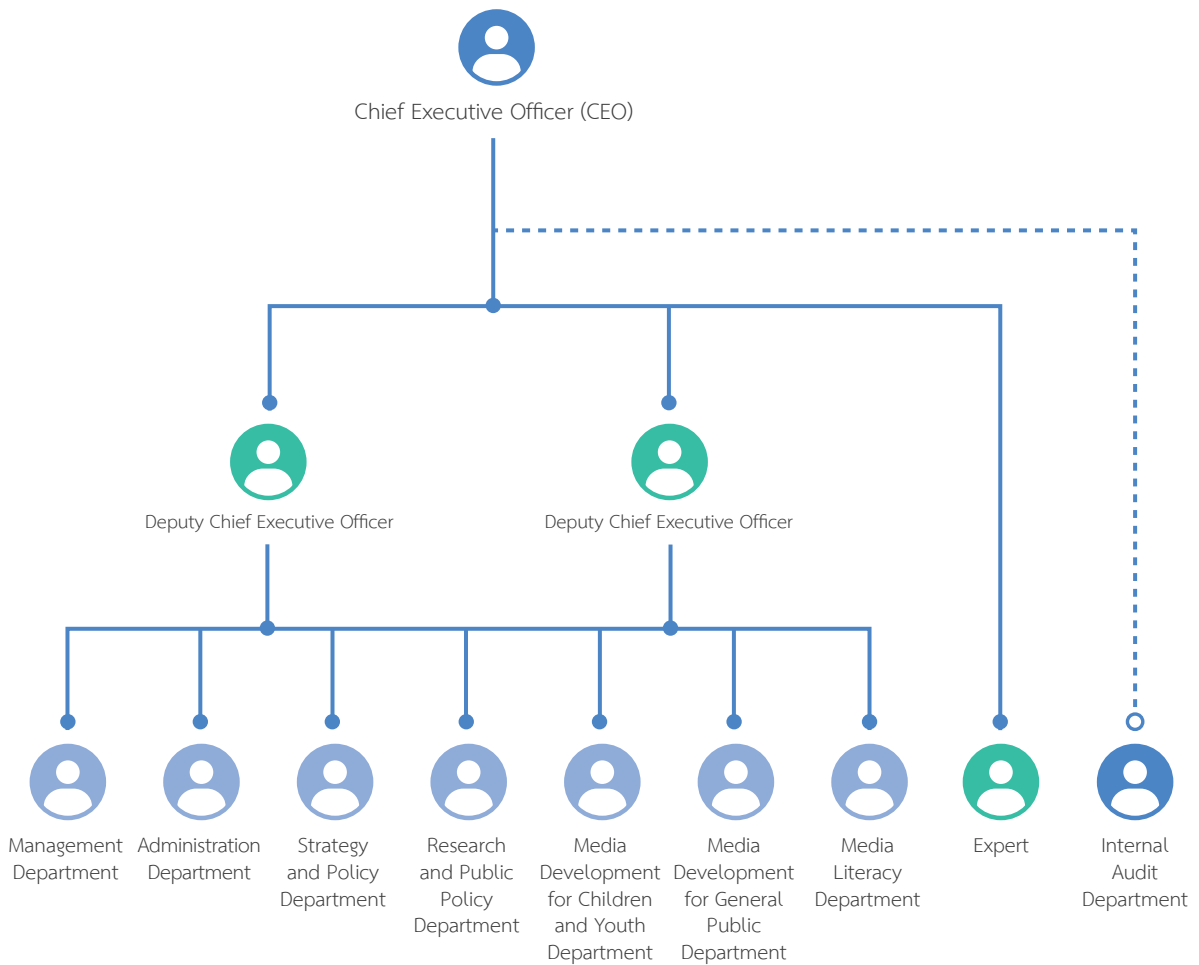 Chief Executive Officer (CEO)
Deputy Chief Executive Officer
Deputy Chief Executive Officer
Management
Department
Administration
Department
Strategy
and Policy
Department
Research
and Public
Policy
Department
Media
Development
for Children
and Youth
Department
Media
Development
for General
Public
Department
Media
Literacy
Department
Expert
Internal
Audit
Department